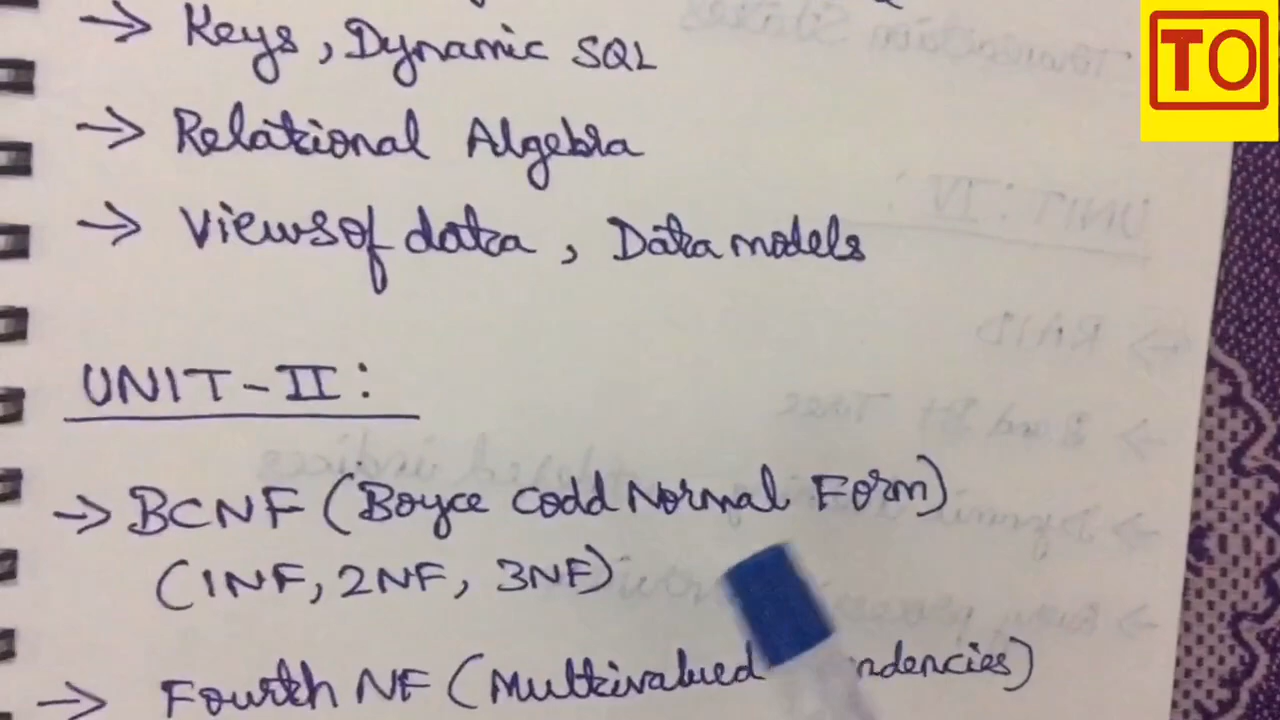 → Keys, Dynamic SQL
TO
→ Relational Algebra
→ Views of data, Data models
UNIT-II:
→ BCNF (Boyce Codd Normal Form)
(1NF, 2NF, 3NF)
→ Fourth NF (Multivalued ndencies)